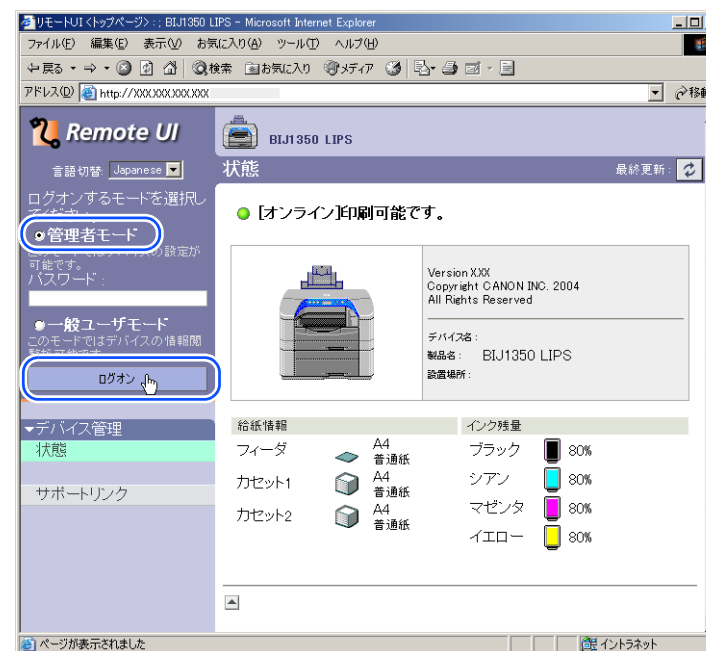 リモートUI <トップページ> : ; BIJ1350 LIPS - Microsoft Internet Explorer
ファイル(F) 編集(E) 表示(V) お気に入り(A) ツール(T) ヘルプ(H)
戻る 検索 お気に入り メディア
アドレス(D) http://XXX.XXX.XXX.XXX 移動
Remote UI
言語切替: Japanese
ログオンするモードを選択し
管理者モード
可能です。
パスワード :
一般ユーザモード
このモードではデバイスの情報閲
ログオン
デバイス管理
状態
サポートリンク
BIJ1350 LIPS
状態 最終更新 :
[オンライン]印刷可能です。
Version X.XX
Copyright CANON INC. 2004
All Rights Reserved
デバイス名 :
製品名 : BIJ1350 LIPS
設置場所 :
給紙情報
フィーダ A4
普通紙
カセット1 A4
普通紙
カセット2 A4
普通紙
インク残量
ブラック 80%
シアン 80%
マゼンタ 80%
イエロー 80%
ページが表示されました イントラネット